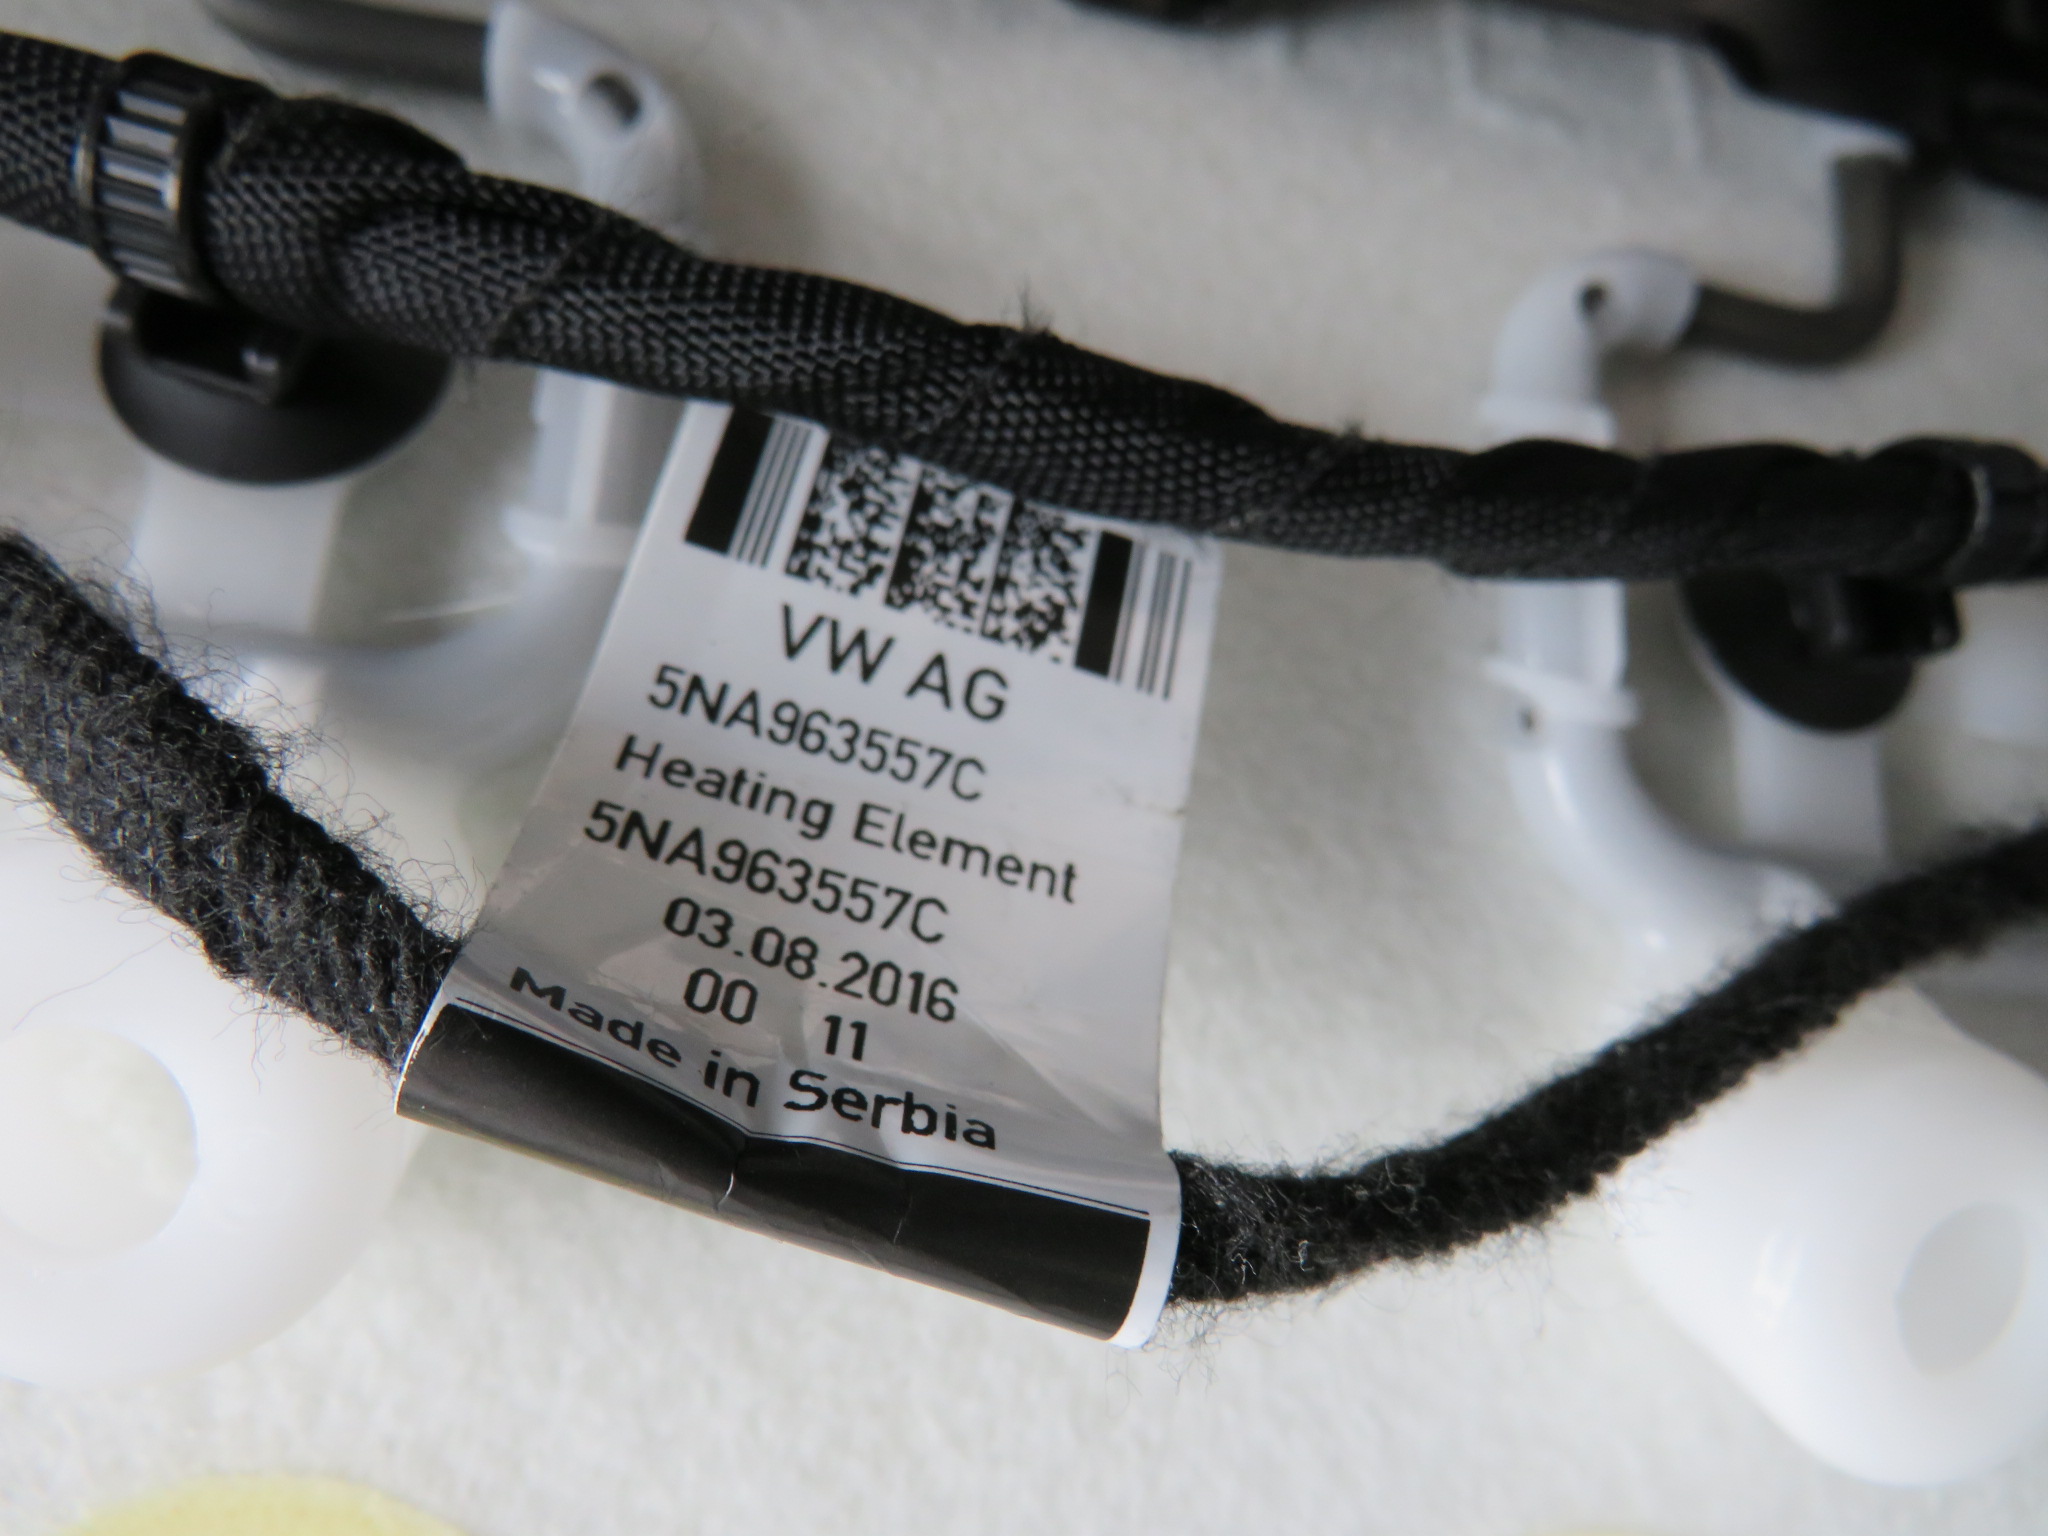 VW AG
5NA963557C
Heating Element
5NA963557C
03.08.2016
00 11
Made in Serbia